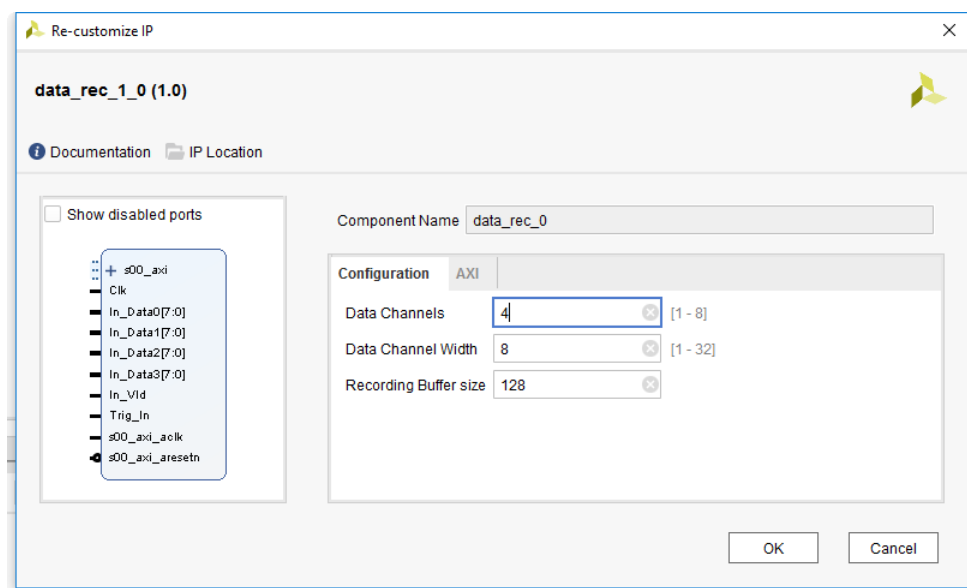 Re-customize IP
data_rec_1_0 (1.0)
Documentation IP Location
Show disabled ports
s00_axi
Clk
In_Data0[7:0]
In_Data1[7:0]
In_Data2[7:0]
In_Data3[7:0]
In_Vld
Trig_In
s00_axi_aclk
s00_axi_aresetn
Component Name data_rec_0
Configuration AXI
Data Channels 4 [1 - 8]
Data Channel Width 8 [1 - 32]
Recording Buffer size 128
OK Cancel